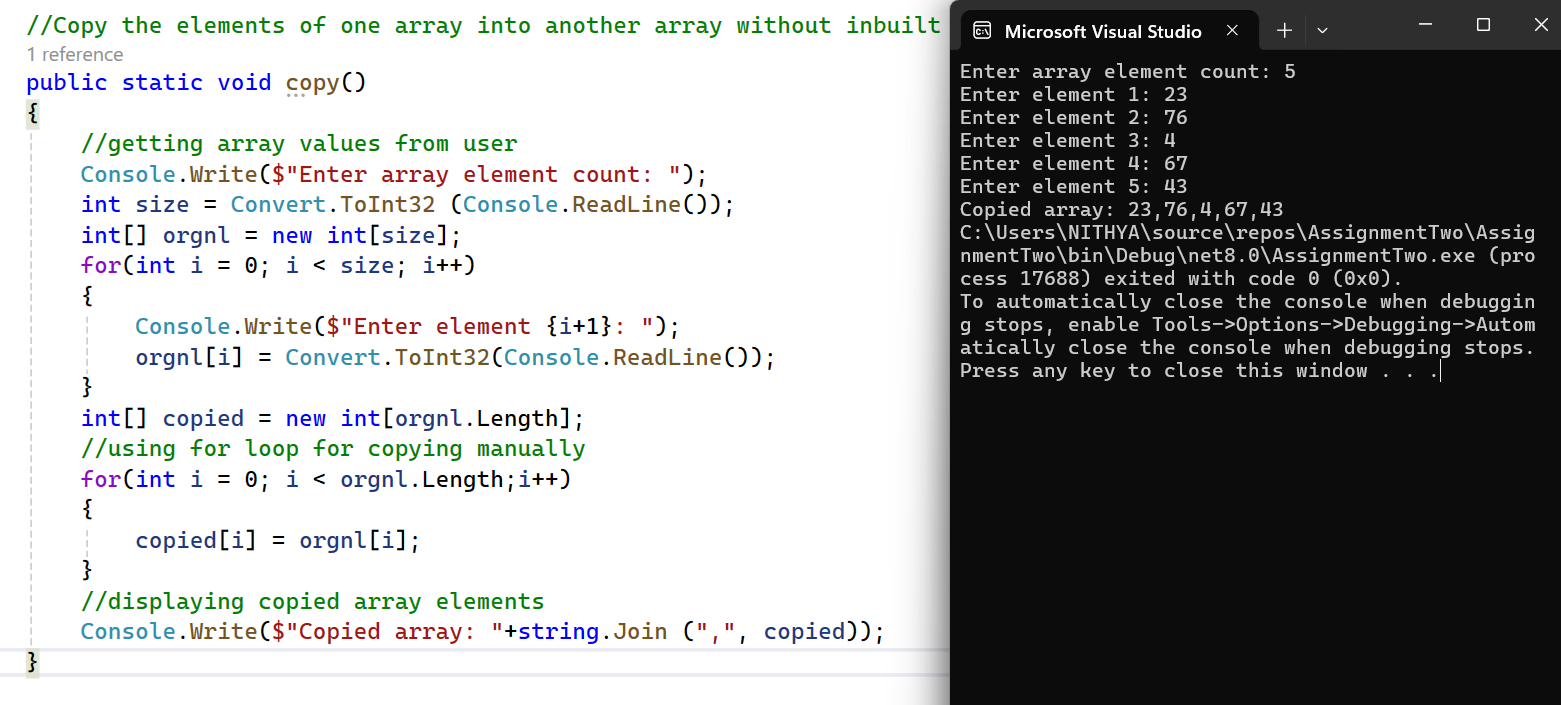 //Copy the elements of one array into another array without inbuilt
1 reference
public static void copy()
{
//getting array values from user
Console.Write($"Enter array element count: ");
int size = Convert.ToInt32 (Console.ReadLine());
int[] orgnl = new int[size];
for(int i = 0; i < size; i++)
{
Console.Write($"Enter element {i+1}: ");
orgnl[i] = Convert.ToInt32(Console.ReadLine());
}
int[] copied = new int[orgnl.Length];
//using for loop for copying manually
for(int i = 0; i < orgnl.Length;i++)
{
copied[i] = orgnl[i];
}
//displaying copied array elements
Console.Write($"Copied array: "+string.Join (",", copied));
}
Microsoft Visual Studio
Enter array element count: 5
Enter element 1: 23
Enter element 2: 76
Enter element 3: 4
Enter element 4: 67
Enter element 5: 43
Copied array: 23,76,4,67,43
C:\Users\NITHYA\source\repos\AssignmentTwo\Assig
nmentTwo\bin\Debug\net8.0\AssignmentTwo.exe (pro
cess 17688) exited with code 0 (0x0).
To automatically close the console when debuggin
g stops, enable Tools->Options->Debugging->Autom
atically close the console when debugging stops.
Press any key to close this window . . .